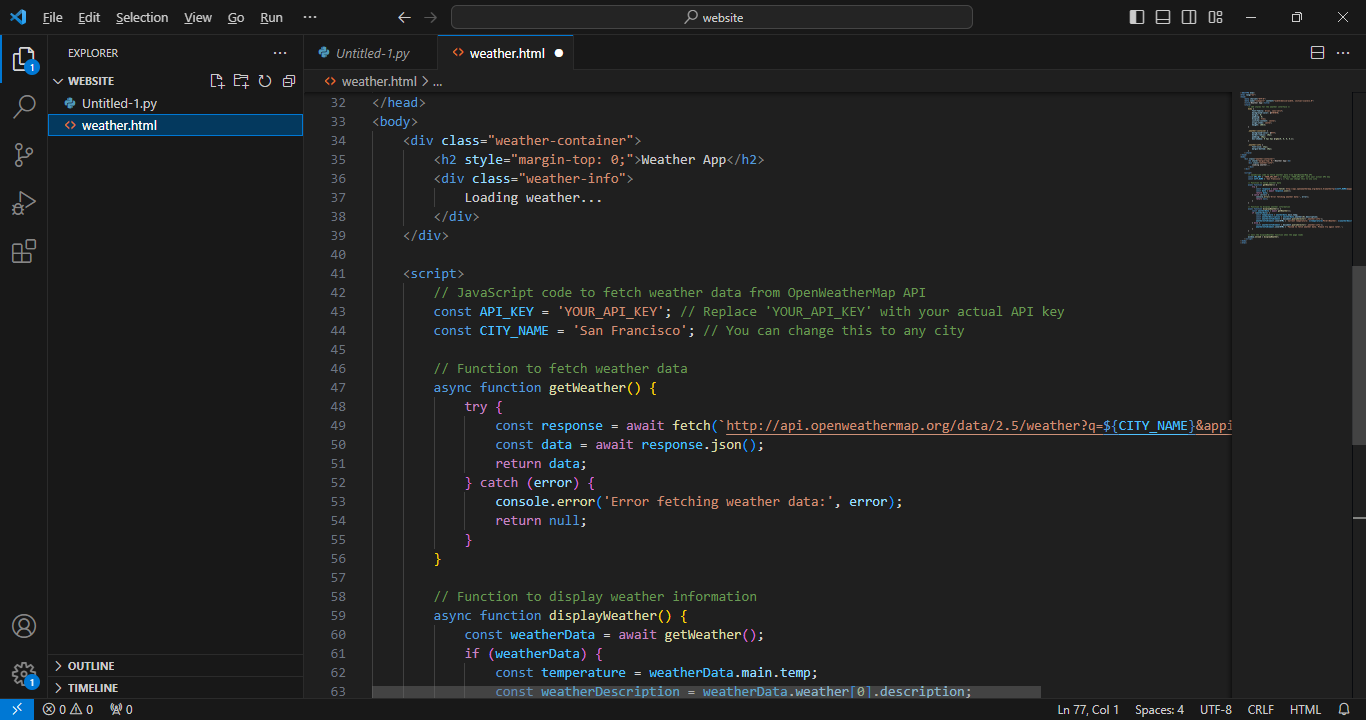 File Edit Selection View Go Run ··· website
EXPLORER ···
WEBSITE
Untitled-1.py
weather.html
Untitled-1.py
weather.html
weather.html > ...
32 </head>
33 <body>
34 <div class="weather-container">
35 <h2 style="margin-top: 0;">Weather App</h2>
36 <div class="weather-info">
37 Loading weather...
38 </div>
39 </div>
40
41 <script>
42 // JavaScript code to fetch weather data from OpenWeatherMap API
43 const API_KEY = 'YOUR_API_KEY'; // Replace 'YOUR_API_KEY' with your actual API key
44 const CITY_NAME = 'San Francisco'; // You can change this to any city
45
46 // Function to fetch weather data
47 async function getWeather() {
48 try {
49 const response = await fetch(`http://api.openweathermap.org/data/2.5/weather?q=${CITY_NAME}&appi
50 const data = await response.json();
51 return data;
52 } catch (error) {
53 console.error('Error fetching weather data:', error);
54 return null;
55 }
56 }
57
58 // Function to display weather information
59 async function displayWeather() {
60 const weatherData = await getWeather();
61 if (weatherData) {
62 const temperature = weatherData.main.temp;
63 const weatherDescription = weatherData.weather[0].description;
1
1
OUTLINE
TIMELINE
0 0 0 Ln 77, Col 1 Spaces: 4 UTF-8 CRLF HTML